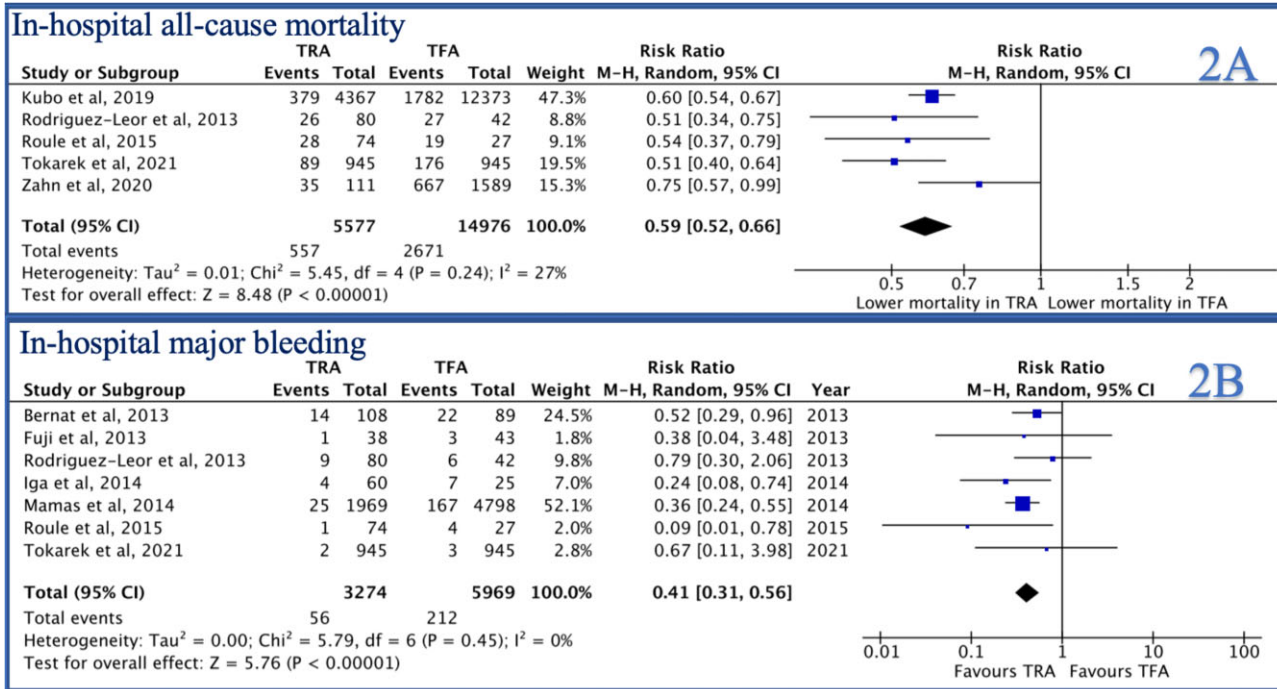 In-hospital all-cause mortality
2A
TRA TFA Risk Ratio Risk Ratio
Study or Subgroup Events Total Events Total Weight M-H, Random, 95% CI M-H, Random, 95% CI
Kubo et al, 2019 379 4367 1782 12373 47.3% 0.60 [0.54, 0.67]
Rodriguez-Leor et al, 2013 26 80 27 42 8.8% 0.51 [0.34, 0.75]
Roule et al, 2015 28 74 19 27 9.1% 0.54 [0.37, 0.79]
Tokarek et al, 2021 89 945 176 945 19.5% 0.51 [0.40, 0.64]
Zahn et al, 2020 35 111 667 1589 15.3% 0.75 [0.57, 0.99]
Total (95% CI) 5577 14976 100.0% 0.59 [0.52, 0.66]
Total events 557 2671
Heterogeneity: Tau² = 0.01; Chi² = 5.45, df = 4 (P = 0.24); I² = 27%
Test for overall effect: Z = 8.48 (P < 0.00001)
0.5 0.7 1 1.5 2
Lower mortality in TRA Lower mortality in TFA
In-hospital major bleeding
2B
TRA TFA Risk Ratio Risk Ratio
Study or Subgroup Events Total Events Total Weight M-H, Random, 95% CI Year M-H, Random, 95% CI
Bernat et al, 2013 14 108 22 89 24.5% 0.52 [0.29, 0.96] 2013
Fuji et al, 2013 1 38 3 43 1.8% 0.38 [0.04, 3.48] 2013
Rodriguez-Leor et al, 2013 9 80 6 42 9.8% 0.79 [0.30, 2.06] 2013
Iga et al, 2014 4 60 7 25 7.0% 0.24 [0.08, 0.74] 2014
Mamas et al, 2014 25 1969 167 4798 52.1% 0.36 [0.24, 0.55] 2014
Roule et al, 2015 1 74 4 27 2.0% 0.09 [0.01, 0.78] 2015
Tokarek et al, 2021 2 945 3 945 2.8% 0.67 [0.11, 3.98] 2021
Total (95% CI) 3274 5969 100.0% 0.41 [0.31, 0.56]
Total events 56 212
Heterogeneity: Tau² = 0.00; Chi² = 5.79, df = 6 (P = 0.45); I² = 0%
Test for overall effect: Z = 5.76 (P < 0.00001)
0.01 0.1 1 10 100
Favours TRA Favours TFA